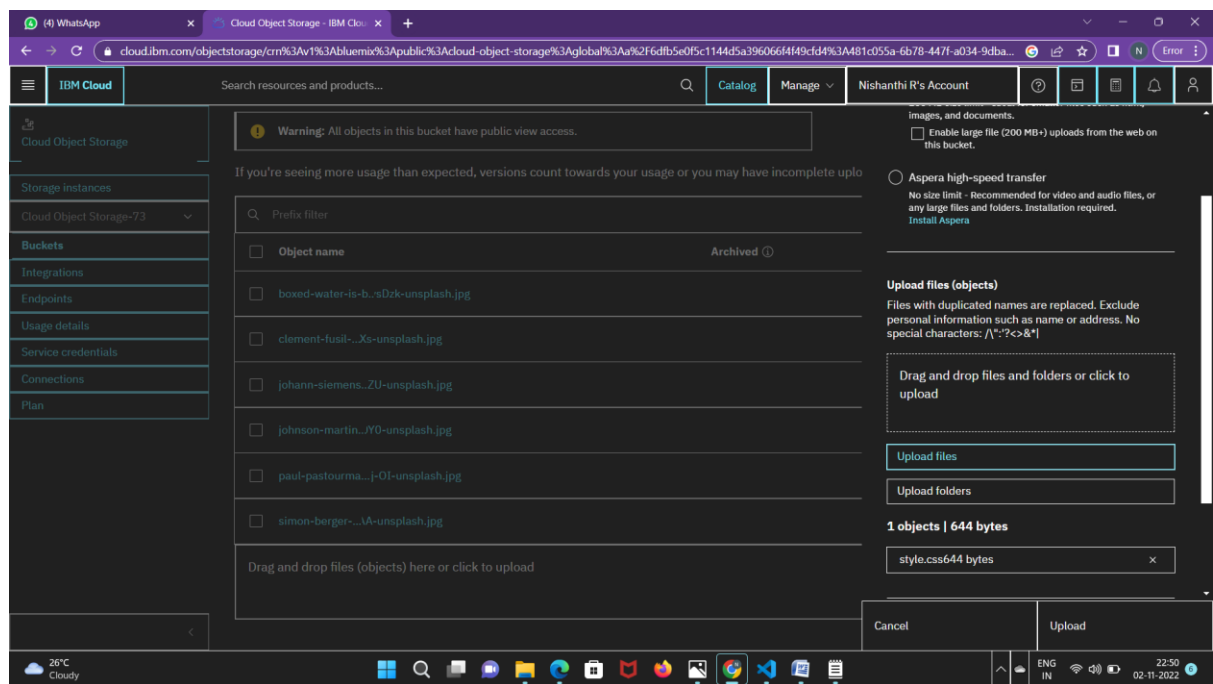 (4) WhatsApp
Cloud Object Storage - IBM Clou
cloud.ibm.com/objectstorage/crn%3Av1%3Abluemix%3Apublic%3Acloud-object-storage%3Aglobal%3Aa%2F6dfb5e0f5c1144d5a396066f4f49cfd4%3A481c055a-6b78-447f-a034-9dba...
N
Error
IBM Cloud
Search resources and products...
Catalog
Manage
Nishanthi R's Account
Cloud Object Storage
Storage instances
Cloud Object Storage-73
Buckets
Integrations
Endpoints
Usage details
Service credentials
Connections
Plan
Warning: All objects in this bucket have public view access.
If you're seeing more usage than expected, versions count towards your usage or you may have incomplete uplo
Prefix filter
Object name
Archived
boxed-water-is-b..sDzk-unsplash.jpg
clement-fusil-...Xs-unsplash.jpg
johann-siemens..ZU-unsplash.jpg
johnson-martin..JY0-unsplash.jpg
paul-pastourma...j-OI-unsplash.jpg
simon-berger-...A-unsplash.jpg
Drag and drop files (objects) here or click to upload
images, and documents.
Enable large file (200 MB+) uploads from the web on
this bucket.
Aspera high-speed transfer
No size limit - Recommended for video and audio files, or
any large files and folders. Installation required.
Install Aspera
Upload files (objects)
Files with duplicated names are replaced. Exclude
personal information such as name or address. No
special characters: /\":'?<>&*|
Drag and drop files and folders or click to
upload
Upload files
Upload folders
1 objects | 644 bytes
style.css644 bytes
Cancel
Upload
26°C
Cloudy
ENG
IN
22:50
02-11-2022
6